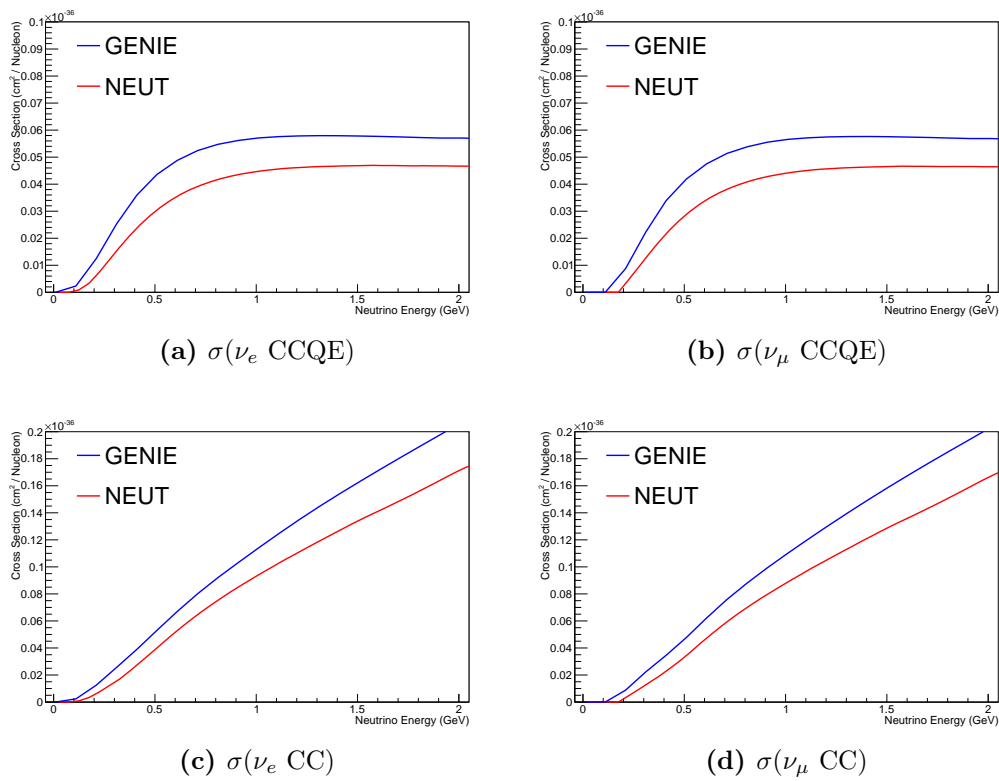 ×10⁻³⁶
Cross Section (cm² / Nucleon)
0.1
0.09
0.08
0.07
0.06
0.05
0.04
0.03
0.02
0.01
0
GENIE
NEUT
0 0.5 1 1.5 2
Neutrino Energy (GeV)
(a) σ(νₑ CCQE)
×10⁻³⁶
Cross Section (cm² / Nucleon)
0.1
0.09
0.08
0.07
0.06
0.05
0.04
0.03
0.02
0.01
0
GENIE
NEUT
0 0.5 1 1.5 2
Neutrino Energy (GeV)
(b) σ(ν_μ CCQE)
×10⁻³⁶
Cross Section (cm² / Nucleon)
0.2
0.18
0.16
0.14
0.12
0.1
0.08
0.06
0.04
0.02
0
GENIE
NEUT
0 0.5 1 1.5 2
Neutrino Energy (GeV)
(c) σ(νₑ CC)
×10⁻³⁶
Cross Section (cm² / Nucleon)
0.2
0.18
0.16
0.14
0.12
0.1
0.08
0.06
0.04
0.02
0
GENIE
NEUT
0 0.5 1 1.5 2
Neutrino Energy (GeV)
(d) σ(ν_μ CC)